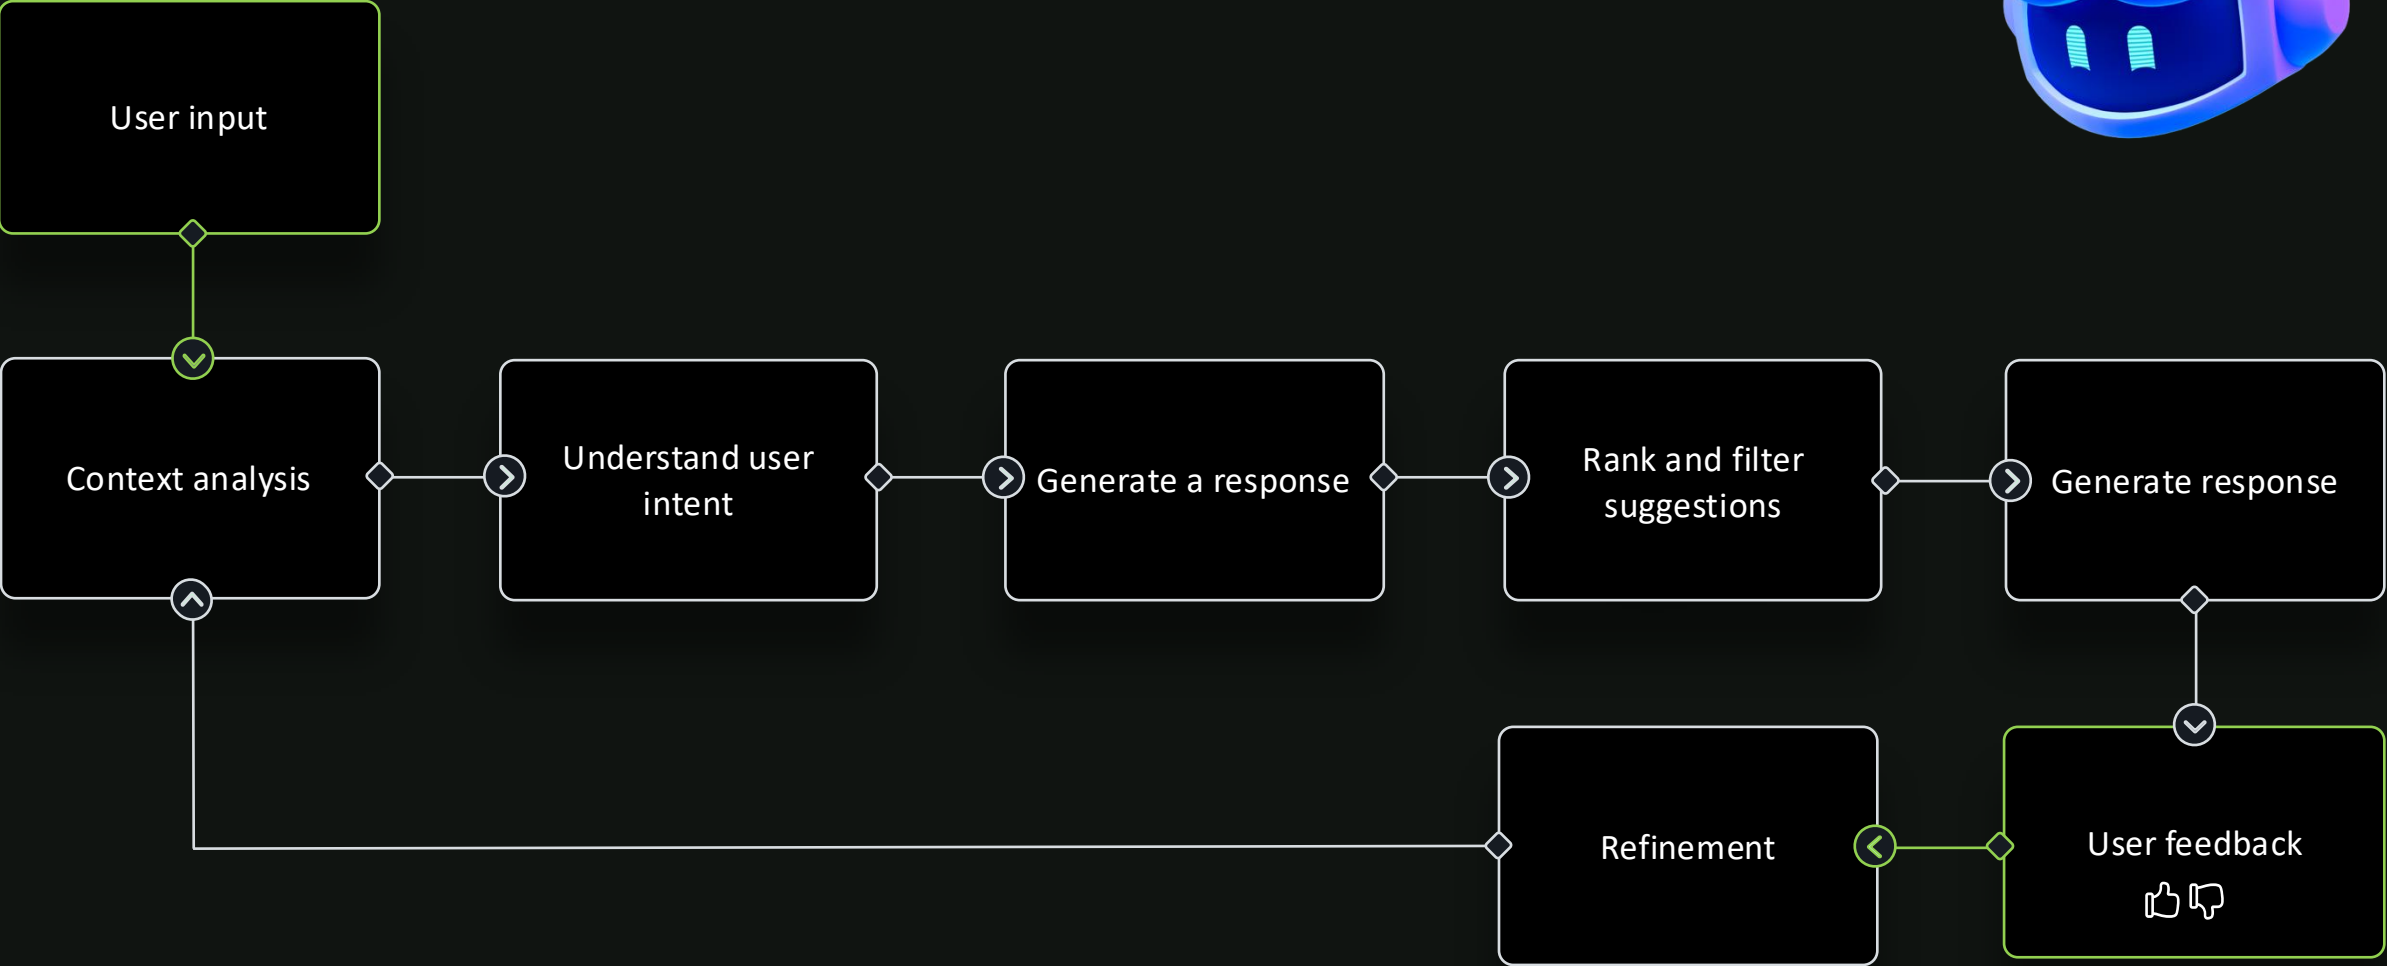 User input
Context analysis
Understand user
intent
Generate a response
Rank and filter
suggestions
Generate response
User feedback
Refinement